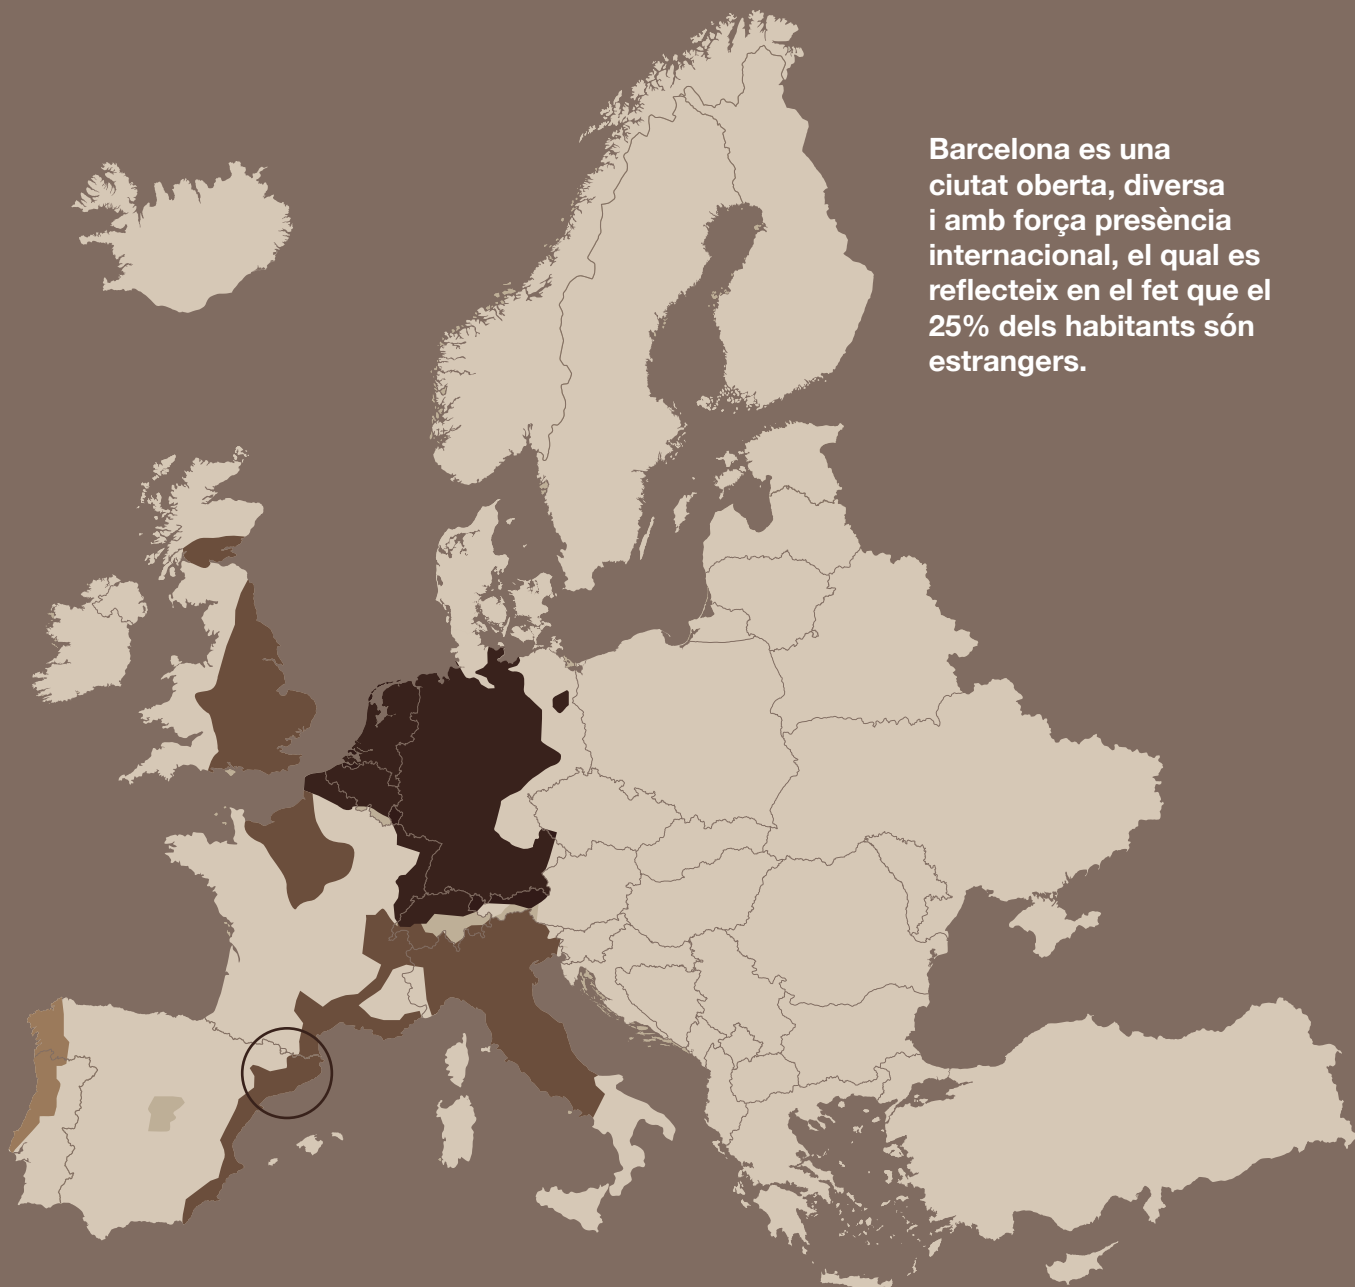 Barcelona es una
ciutat oberta, diversa
i amb força presència
internacional, el qual es
reflecteix en el fet que el
25% dels habitants són
estrangers.